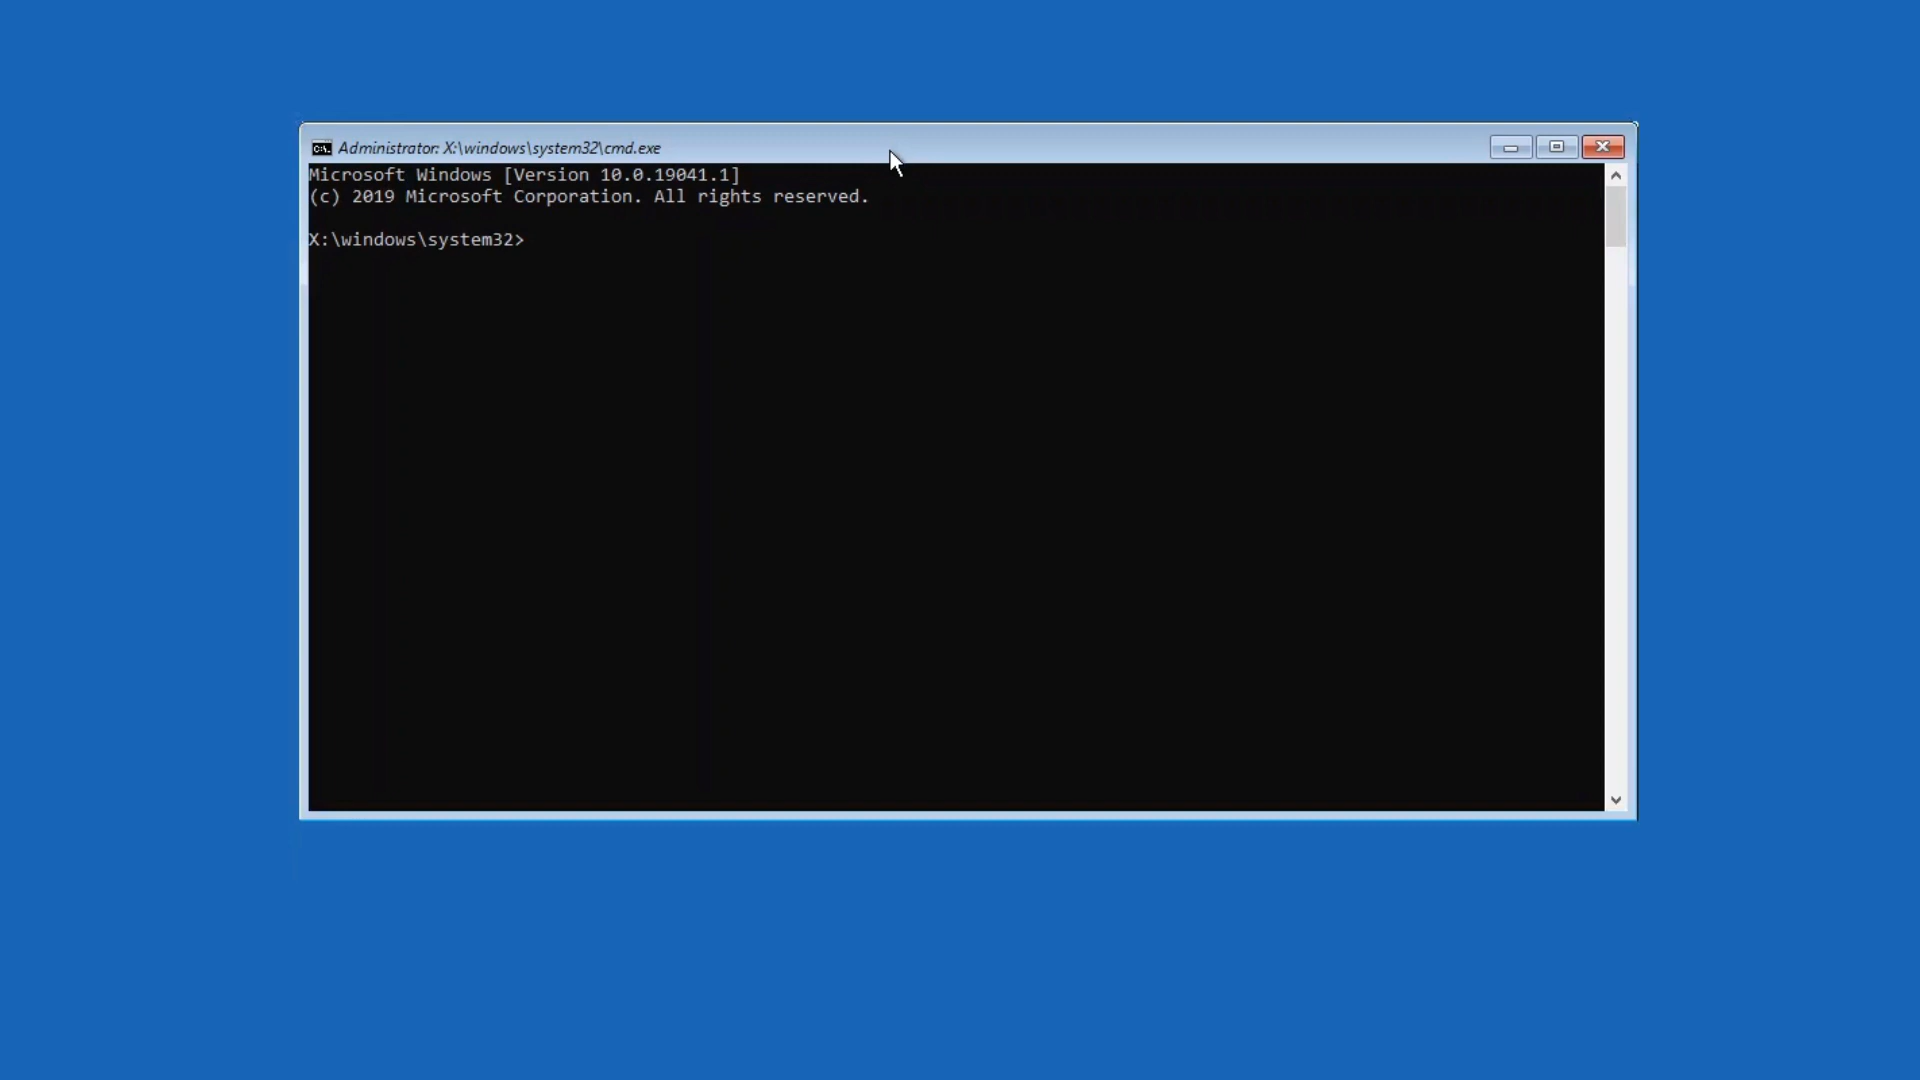 Administrator: X:\windows\system32\cmd.exe
Microsoft Windows [Version 10.0.19041.1]
(c) 2019 Microsoft Corporation. All rights reserved.
X:\windows\system32>